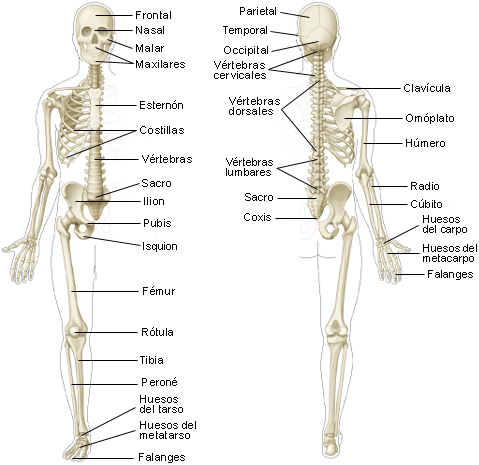 Frontal
Nasal
Malar
Maxilares
Esternón
Costillas
Vértebras
Sacro
Ilion
Pubis
Isquion
Fémur
Rótula
Tibia
Peroné
Huesos
del tarso
Huesos del
metatarso
Falanges
Parietal
Temporal
Occipital
Vértebras
cervicales
Vértebras
dorsales
Vértebras
lumbares
Sacro
Coxis
Clavícula
Omóplato
Húmero
Radio
Cúbito
Huesos
del carpo
Huesos del
metacarpo
Falanges